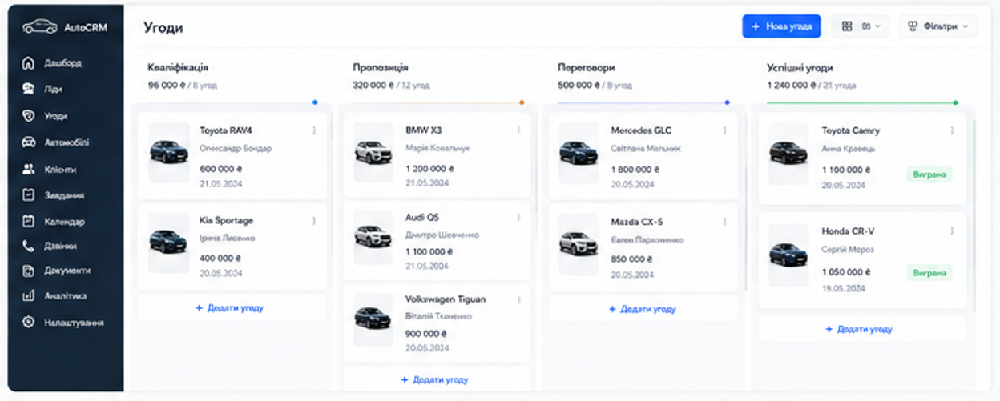 AutoCRM
Дашборд
Ліди
Угоди
Автомобілі
Клієнти
Завдання
Календар
Дзвінки
Документи
Аналітика
Налаштування
Угоди
+ Нова угода
Фільтри
Кваліфікація
96 000 ₴ / 8 угод
Toyota RAV4
Олександр Бондар
600 000 ₴
21.05.2024
Kia Sportage
Ірина Лисенко
400 000 ₴
20.05.2024
+ Додати угоду
Пропозиція
320 000 ₴ / 12 угод
BMW X3
Марія Ковальчук
1 200 000 ₴
21.05.2024
Audi Q5
Дмитро Шевченко
1 100 000 ₴
21.05.2024
Volkswagen Tiguan
Віталій Ткаченко
900 000 ₴
20.05.2024
+ Додати угоду
Переговори
500 000 ₴ / 8 угод
Mercedes GLC
Світлана Мельник
1 800 000 ₴
20.05.2024
Mazda CX-5
Євген Пархоменко
850 000 ₴
20.05.2024
+ Додати угоду
Успішні угоди
1 240 000 ₴ / 21 угода
Toyota Camry
Анна Кравець
1 100 000 ₴
20.05.2024
Виграна
Honda CR-V
Сергій Мороз
1 050 000 ₴
19.05.2024
Виграна
+ Додати угоду